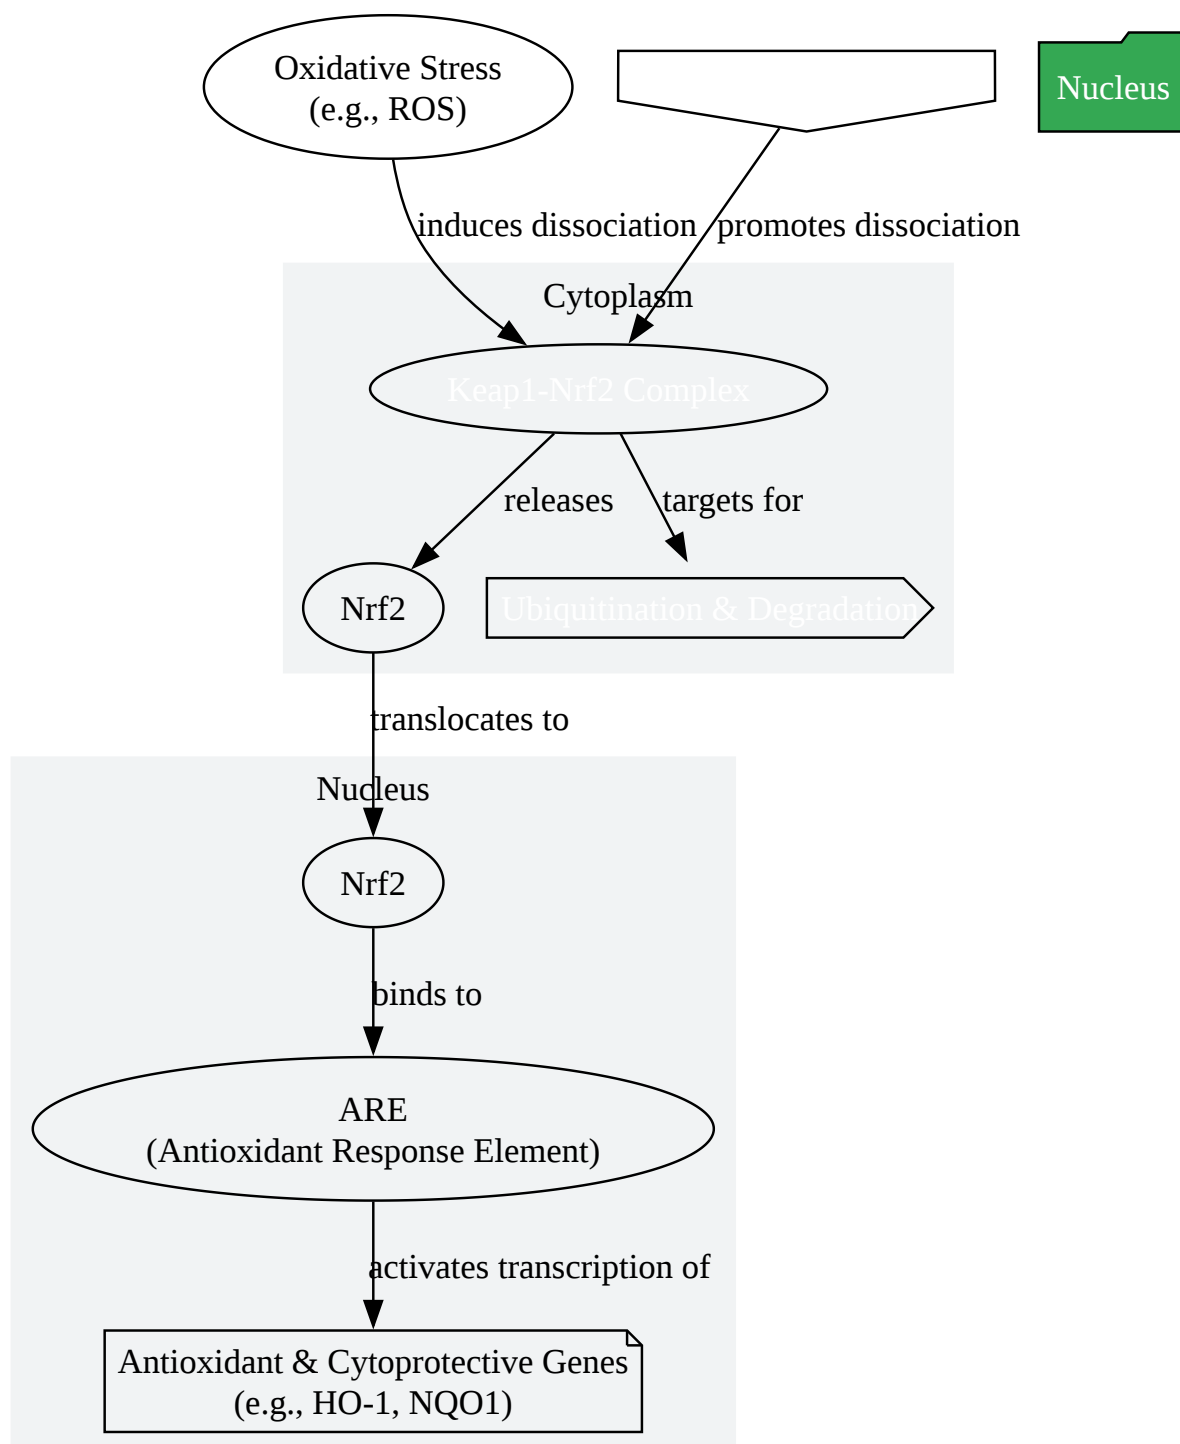 Oxidative Stress
(e.g., ROS)
Nucleus
induces dissociation
promotes dissociation
Cytoplasm
Keap1-Nrf2 Complex
releases
targets for
Nrf2
Ubiquitination & Degradation
translocates to
Nucleus
Nrf2
binds to
ARE
(Antioxidant Response Element)
activates transcription of
Antioxidant & Cytoprotective Genes
(e.g., HO-1, NQO1)